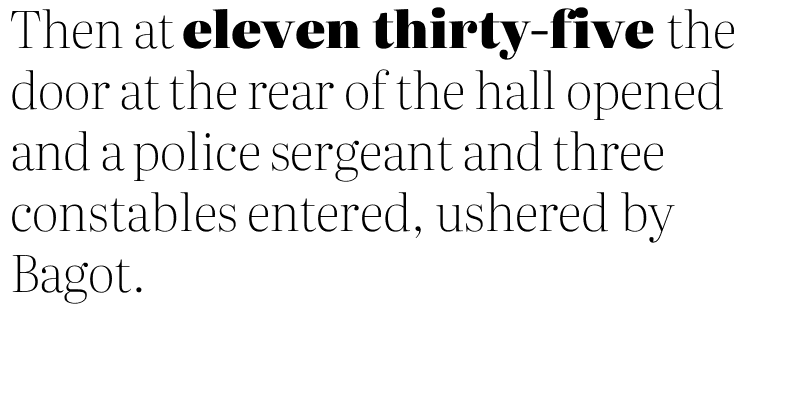 Then at eleven thirty-five the
door at the rear of the hall opened
and a police sergeant and three
constables entered, ushered by
Bagot.